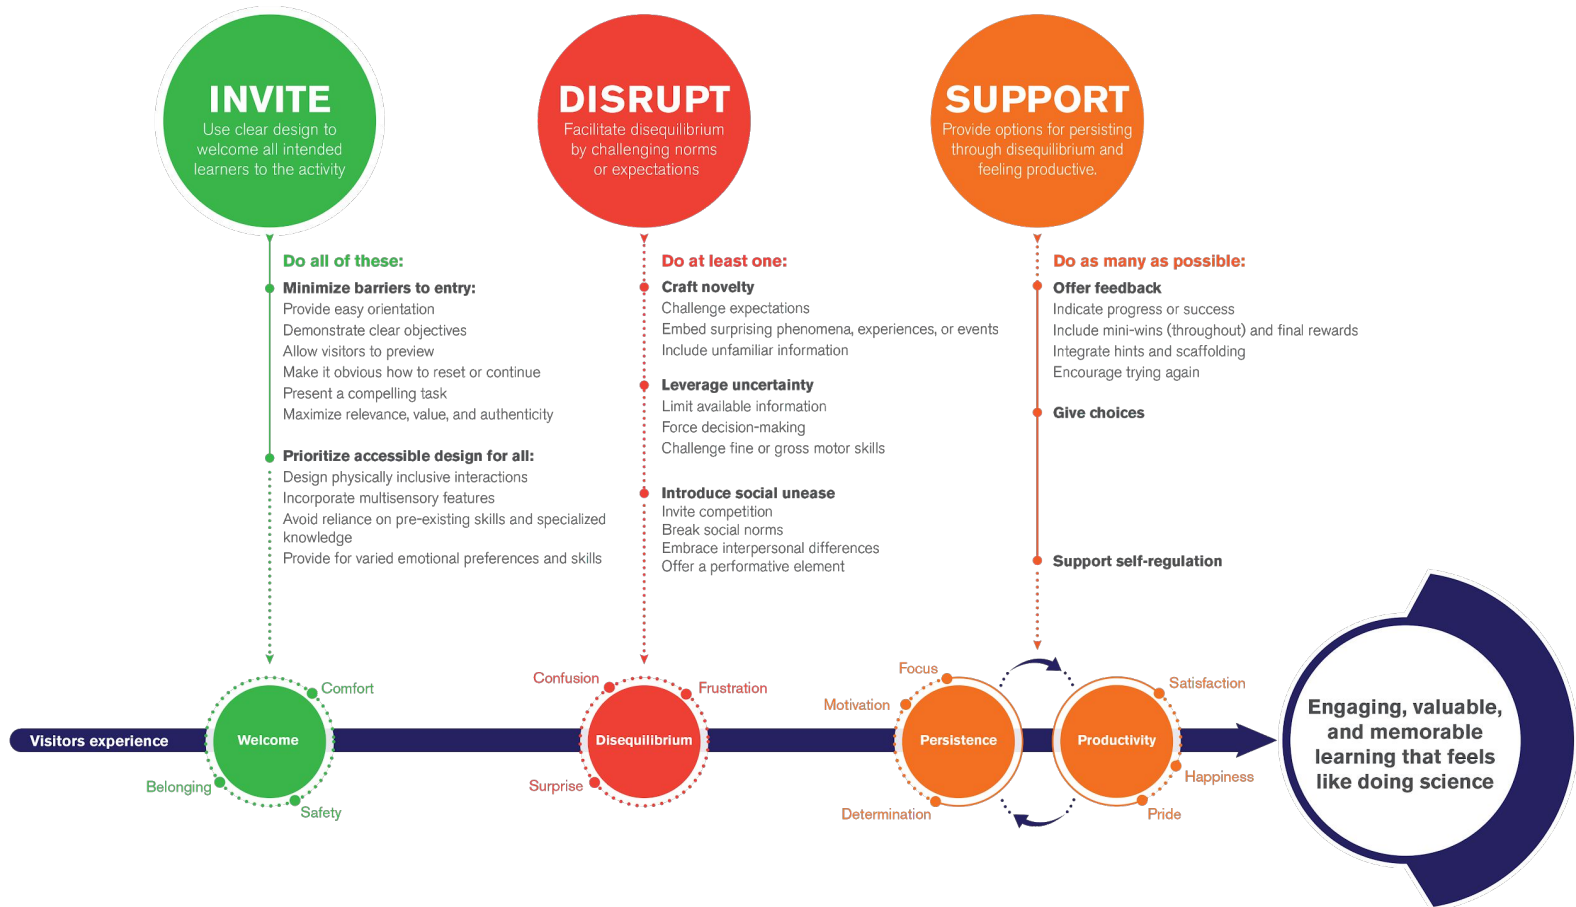 INVITE
Use clear design to
welcome all intended
learners to the activity
DISRUPT
Facilitate disequilibrium
by challenging norms
or expectations
SUPPORT
Provide options for persisting
through disequilibrium and
feeling productive.
Do all of these:
Minimize barriers to entry:
Provide easy orientation
Demonstrate clear objectives
Allow visitors to preview
Make it obvious how to reset or continue
Present a compelling task
Maximize relevance, value, and authenticity
Prioritize accessible design for all:
Design physically inclusive interactions
Incorporate multisensory features
Avoid reliance on pre-existing skills and specialized
knowledge
Provide for varied emotional preferences and skills
Do at least one:
Craft novelty
Challenge expectations
Embed surprising phenomena, experiences, or events
Include unfamiliar information
Leverage uncertainty
Limit available information
Force decision-making
Challenge fine or gross motor skills
Introduce social unease
Invite competition
Break social norms
Embrace interpersonal differences
Offer a performative element
Do as many as possible:
Offer feedback
Indicate progress or success
Include mini-wins (throughout) and final rewards
Integrate hints and scaffolding
Encourage trying again
Give choices
Support self-regulation
Visitors experience
Welcome
Comfort
Belonging
Safety
Disequilibrium
Confusion
Frustration
Surprise
Persistence
Focus
Motivation
Determination
Productivity
Satisfaction
Happiness
Pride
Engaging, valuable,
and memorable
learning that feels
like doing science